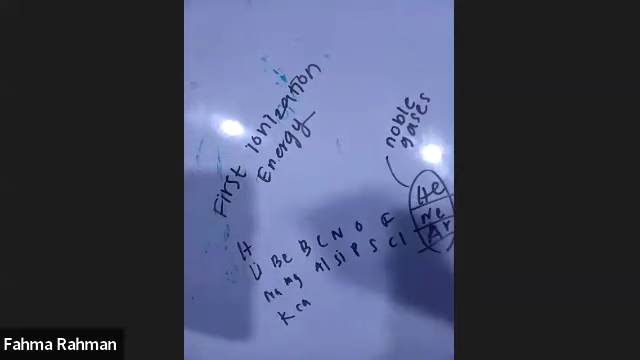 First ionization
Energy
noble
gases
H He
Li Be B C N O F Ne
Na Mg Al Si P S Cl Ar
K Ca
Fahma Rahman